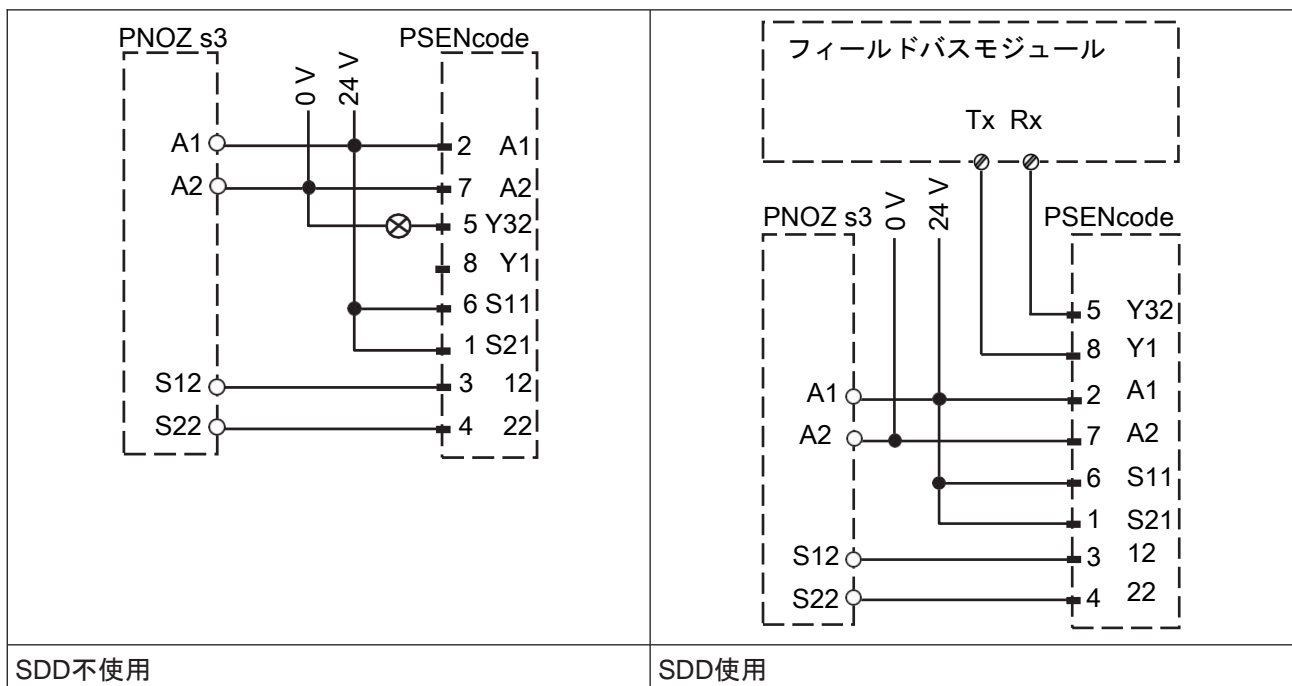 PNOZ s3
PSENcode
0 V
24 V
A1
2 A1
A2
7 A2
5 Y32
8 Y1
6 S11
1 S21
S12
3 12
S22
4 22
SDD不使用
フィールドバスモジュール
Tx Rx
PNOZ s3
0 V
24 V
PSENcode
5 Y32
8 Y1
A1
2 A1
A2
7 A2
6 S11
1 S21
S12
3 12
S22
4 22
SDD使用